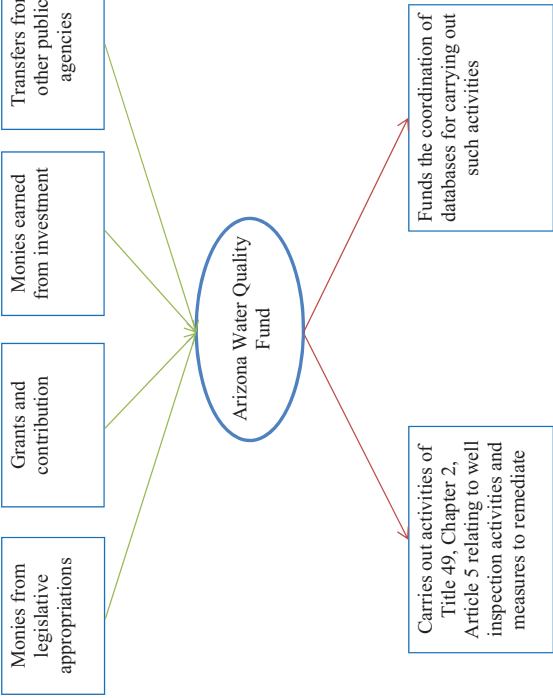 Monies from
legislative
appropriations
Grants and
contribution
Monies earned
from investment
Transfers from
other public
agencies
Arizona Water Quality
Fund
Carries out activities of
Title 49, Chapter 2,
Article 5 relating to well
inspection activities and
measures to remediate
Funds the coordination of
databases for carrying out
such activities